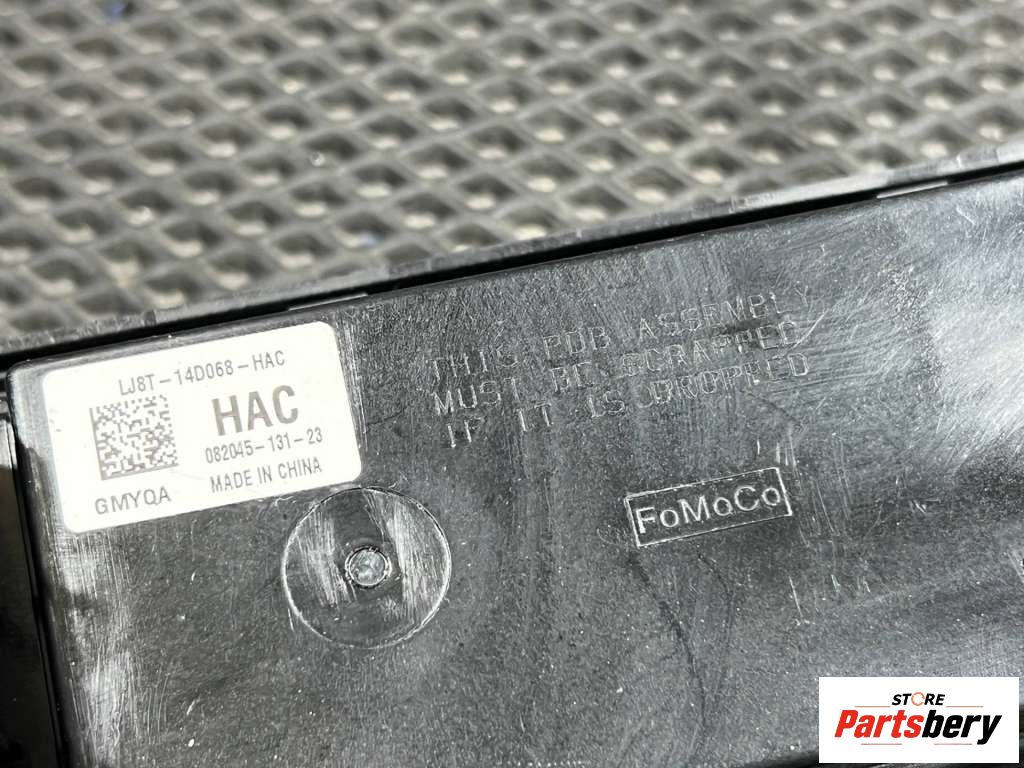 LJ8T-14D068-HAC
HAC
082045-131-23
GMYQA
MADE IN CHINA
THIS PDB ASSEMBLY
MUST BE SCRAPPED
IF IT IS DROPPED
FoMoCo
STORE
Partsbery